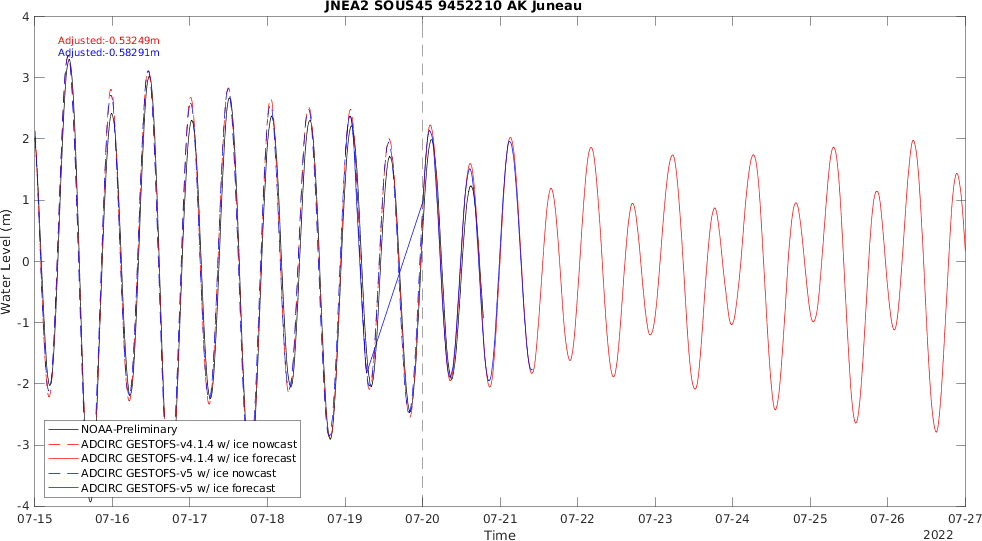 JNEA2 SOUS45 9452210 AK Juneau
Adjusted:-0.53249m
Adjusted:-0.58291m
4
3
2
1
0
-1
-2
-3
-4
Water Level (m)
NOAA-Preliminary
ADCIRC GESTOFS-v4.1.4 w/ ice nowcast
ADCIRC GESTOFS-v4.1.4 w/ ice forecast
ADCIRC GESTOFS-v5 w/ ice nowcast
ADCIRC GESTOFS-v5 w/ ice forecast
07-15 07-16 07-17 07-18 07-19 07-20 07-21 07-22 07-23 07-24 07-25 07-26 07-27
Time
2022